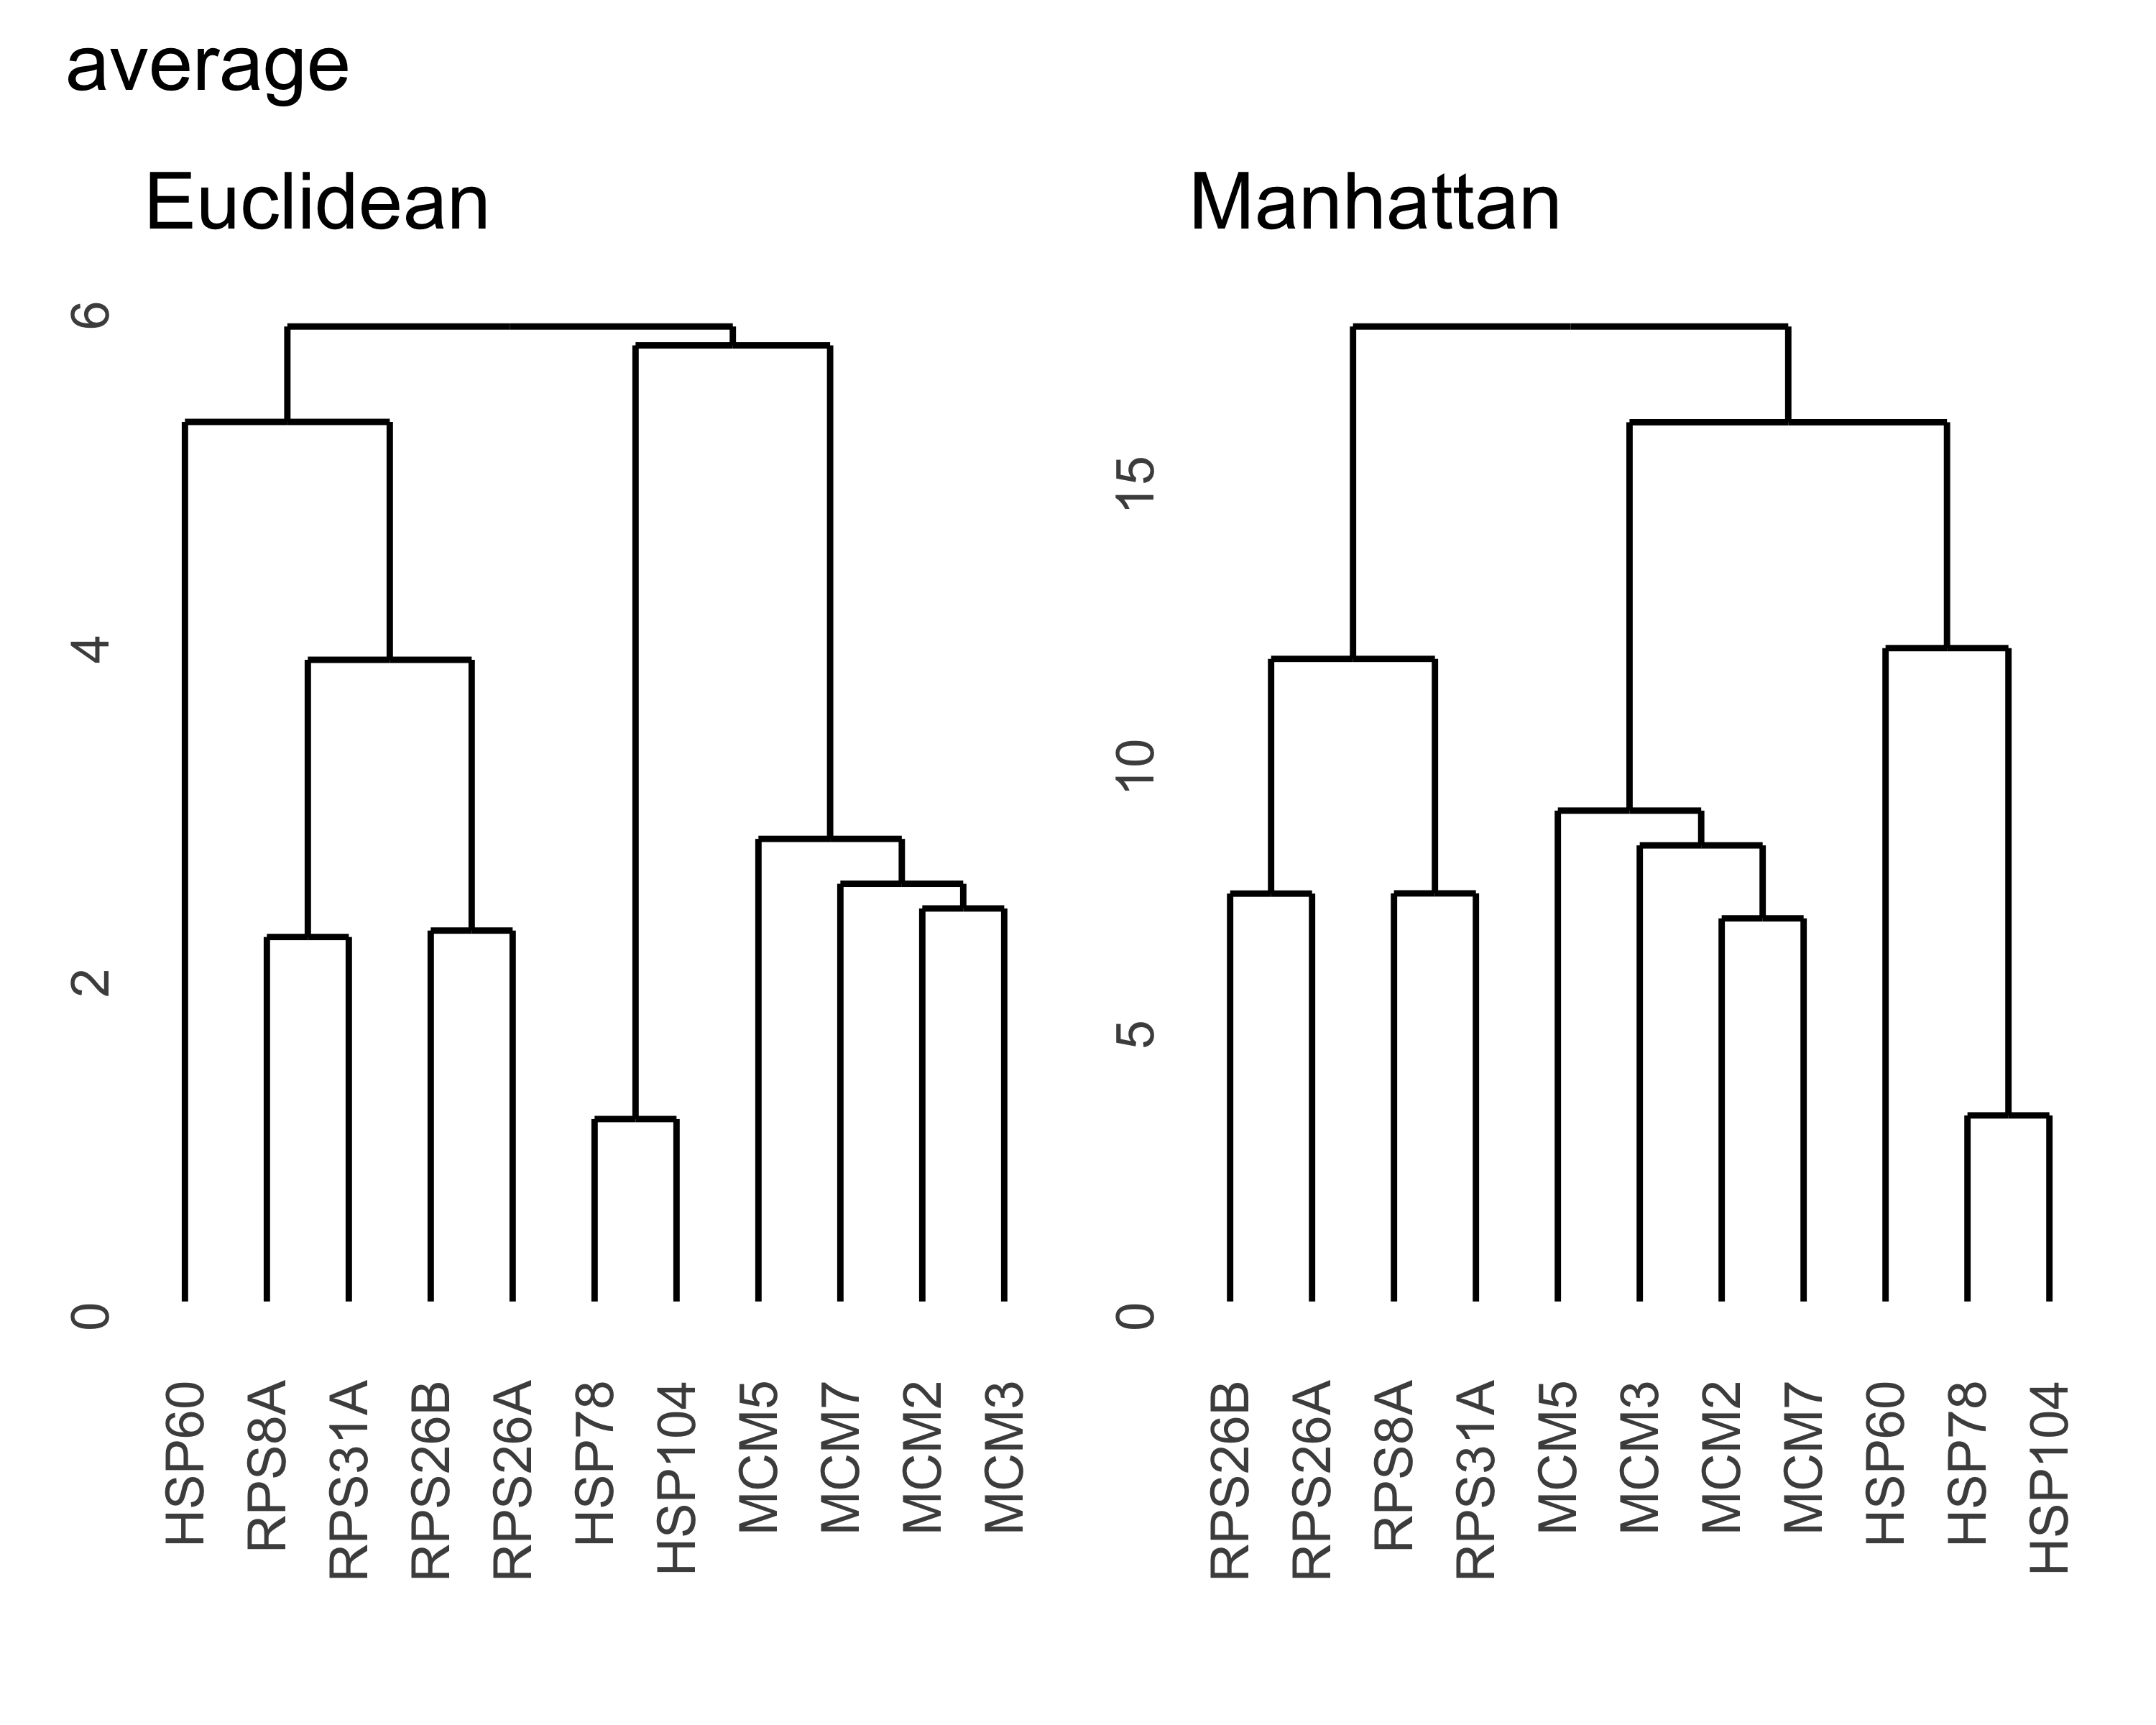 average
Euclidean
Manhattan
6
4
2
0
HSP60
RPS8A
RPS31A
RPS26B
RPS26A
HSP78
HSP104
MCM5
MCM7
MCM2
MCM3
15
10
5
0
RPS26B
RPS26A
RPS8A
RPS31A
MCM5
MCM3
MCM2
MCM7
HSP60
HSP78
HSP104